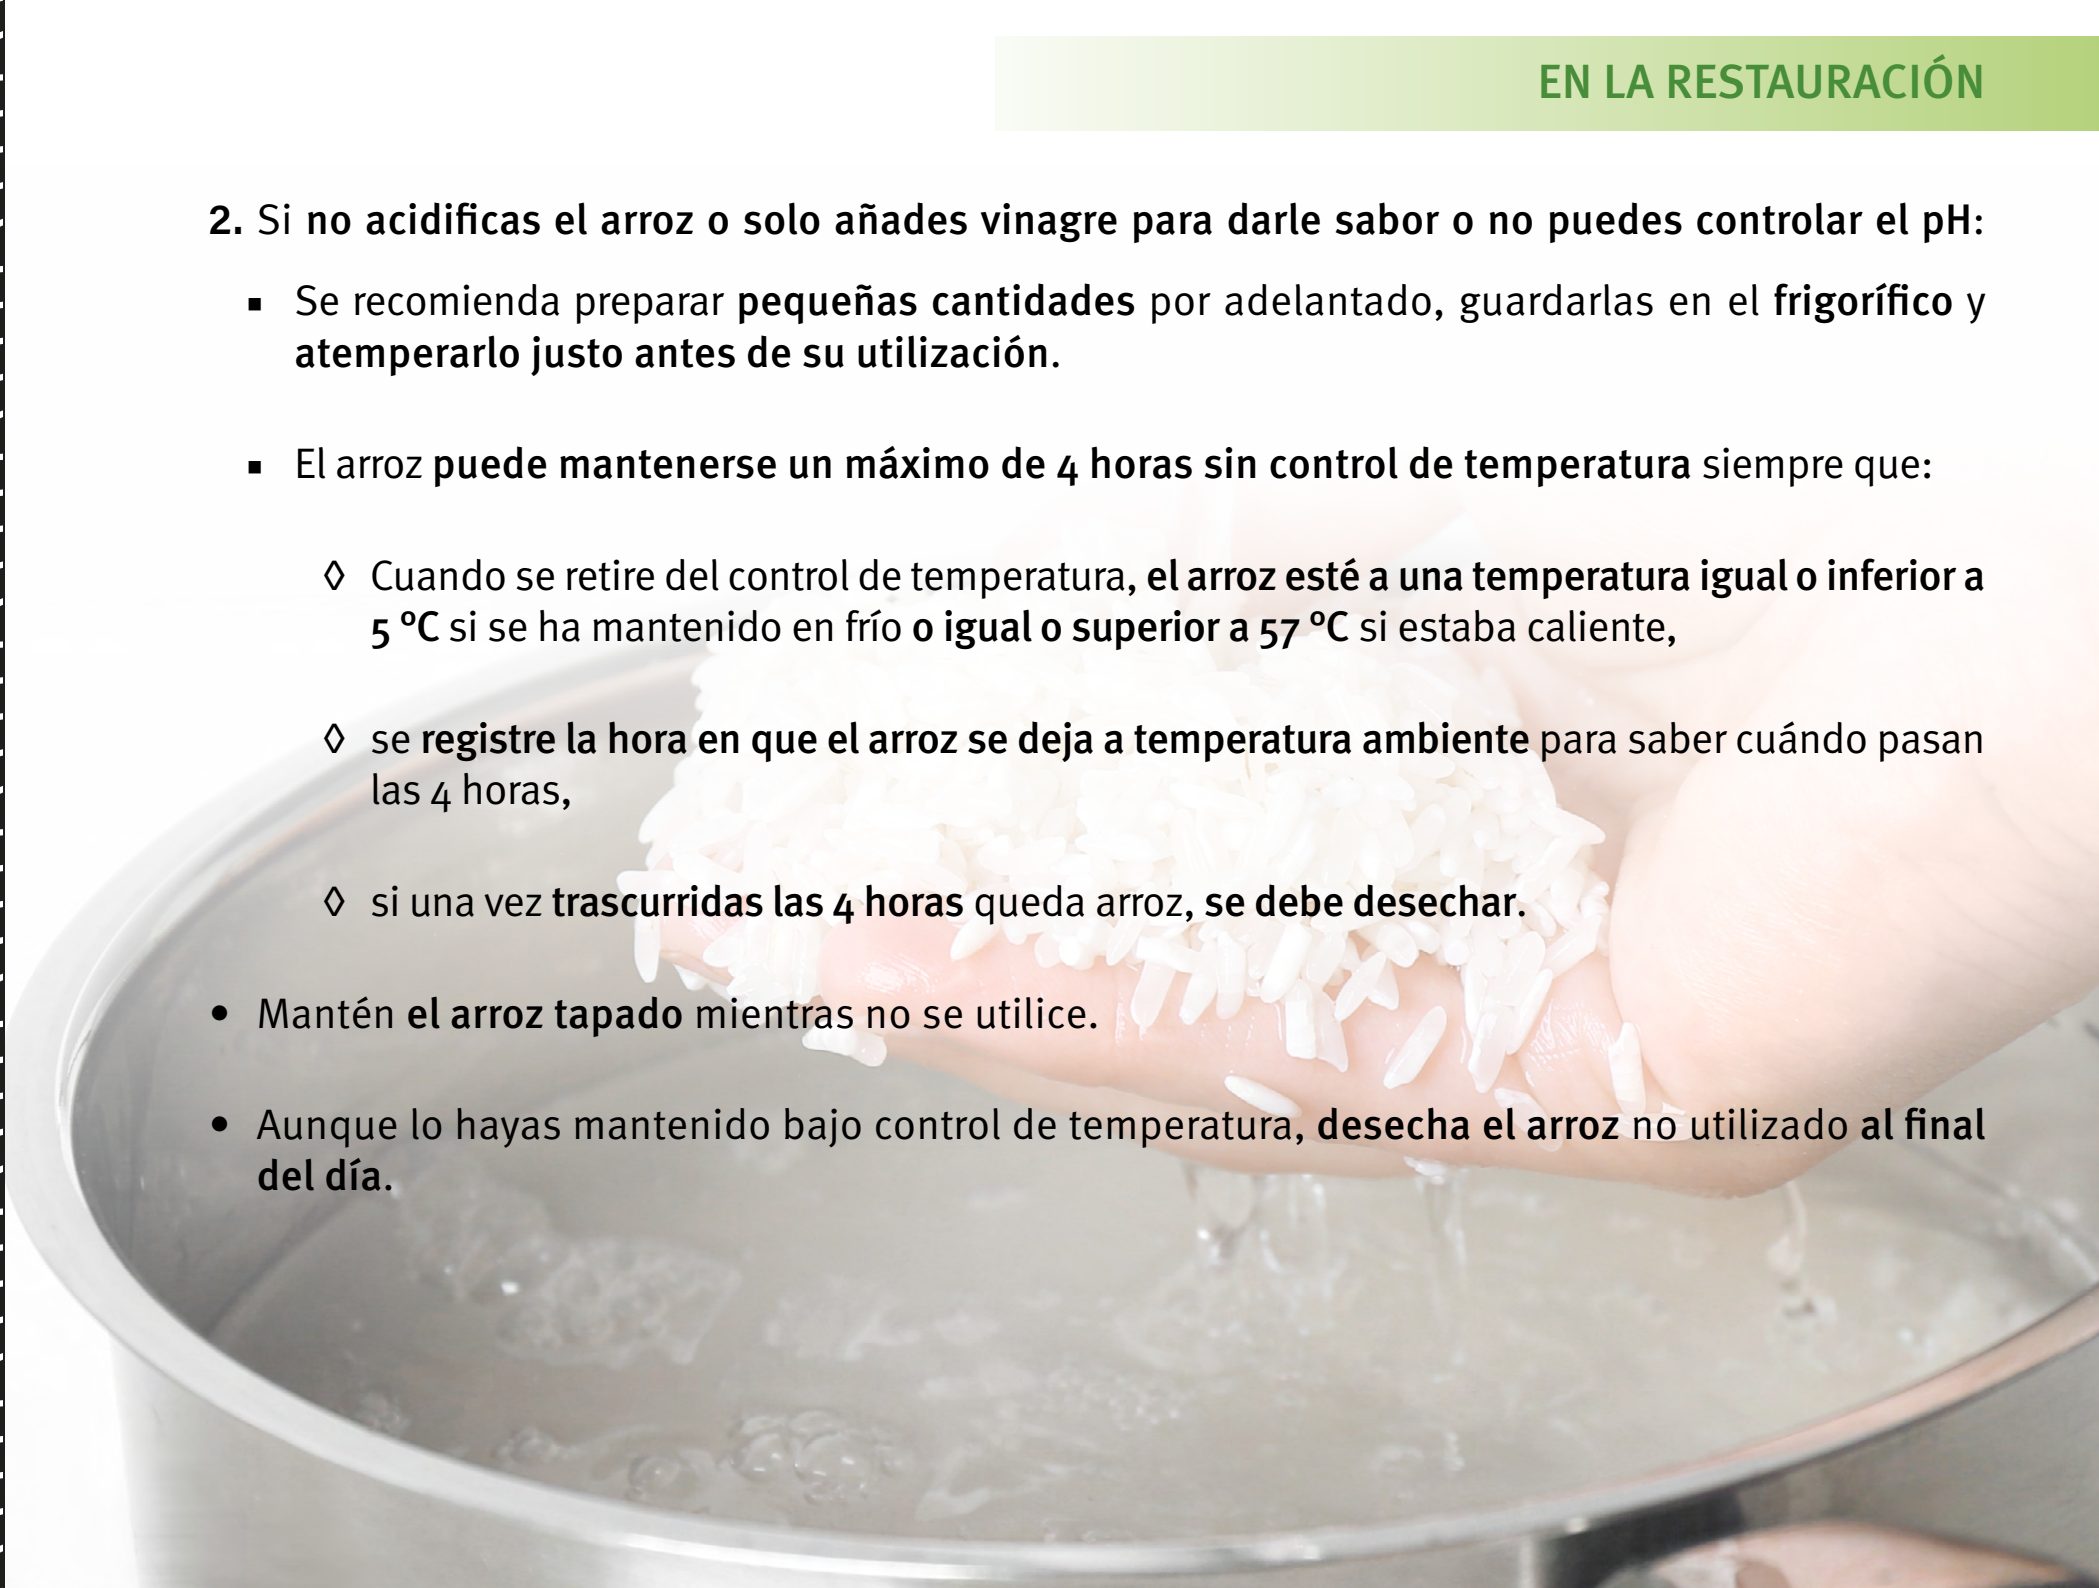 EN LA RESTAURACIÓN
2. Si no acidificas el arroz o solo añades vinagre para darle sabor o no puedes controlar el pH:
▪ Se recomienda preparar pequeñas cantidades por adelantado, guardarlas en el frigorífico y
atemperarlo justo antes de su utilización.
▪ El arroz puede mantenerse un máximo de 4 horas sin control de temperatura siempre que:
◊ Cuando se retire del control de temperatura, el arroz esté a una temperatura igual o inferior a
5 ºC si se ha mantenido en frío o igual o superior a 57 ºC si estaba caliente,
◊ se registre la hora en que el arroz se deja a temperatura ambiente para saber cuándo pasan
las 4 horas,
◊ si una vez trascurridas las 4 horas queda arroz, se debe desechar.
• Mantén el arroz tapado mientras no se utilice.
• Aunque lo hayas mantenido bajo control de temperatura, desecha el arroz no utilizado al final
del día.